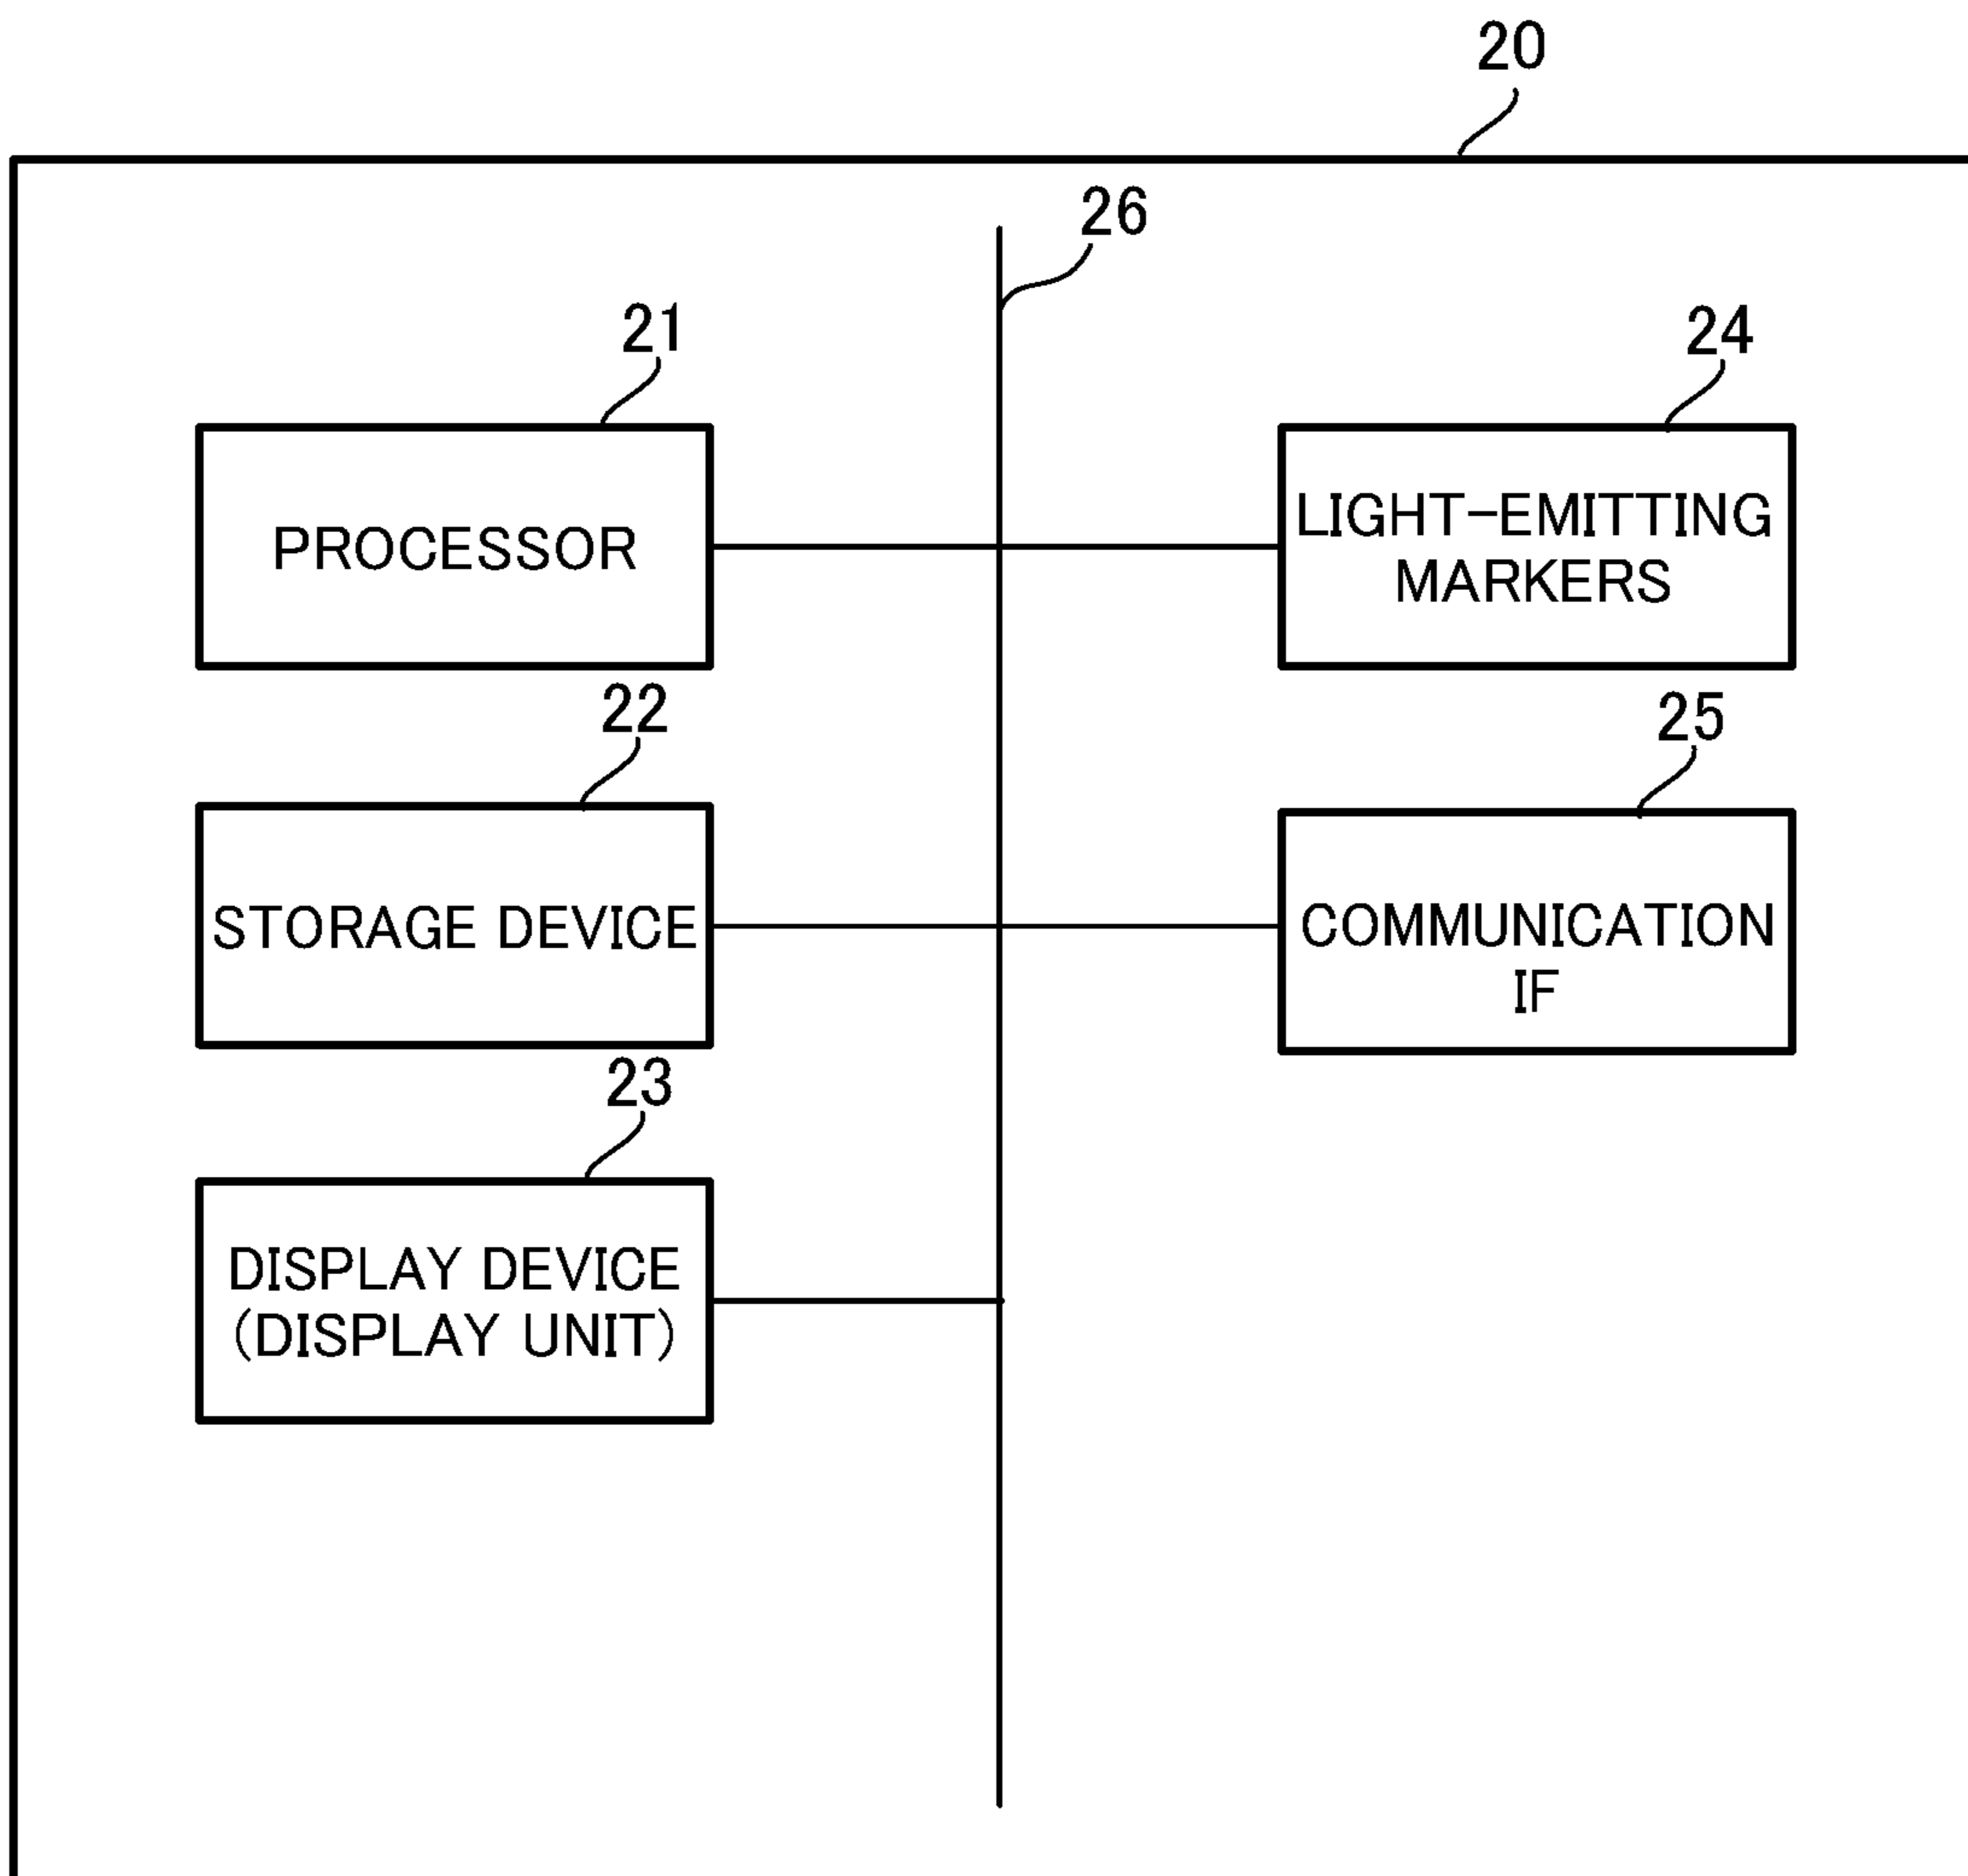 20
26
21
PROCESSOR
24
LIGHT-EMITTING
MARKERS
22
STORAGE DEVICE
25
COMMUNICATION
IF
23
DISPLAY DEVICE
(DISPLAY UNIT)